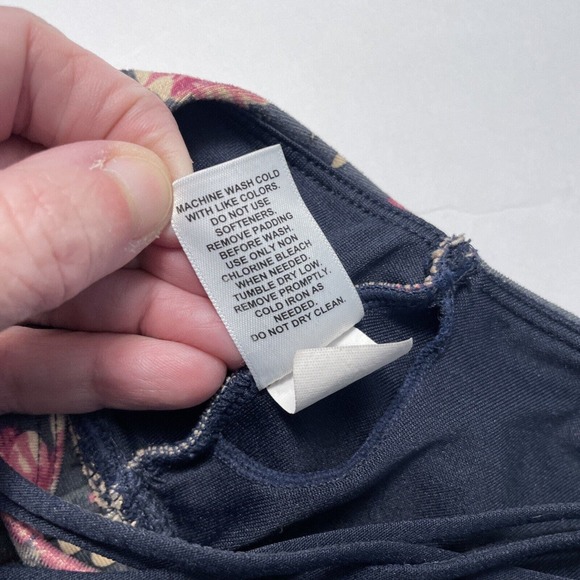 MACHINE WASH COLD
WITH LIKE COLORS.
DO NOT USE
SOFTENERS.
REMOVE PADDING
BEFORE WASH.
USE ONLY NON
CHLORINE BLEACH
WHEN NEEDED.
TUMBLE DRY LOW.
REMOVE PROMPTLY.
COLD IRON AS
NEEDED.
DO NOT DRY CLEAN.